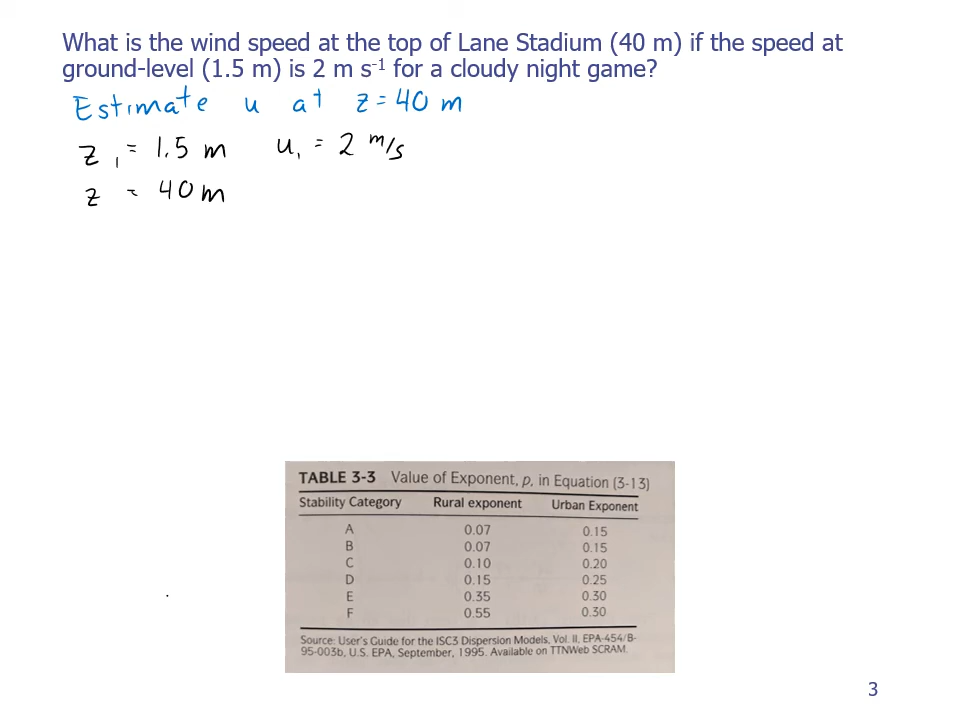 What is the wind speed at the top of Lane Stadium (40 m) if the speed at
ground-level (1.5 m) is 2 m s⁻¹ for a cloudy night game?
Estimate u at z = 40 m
z₁ = 1.5 m u₁ = 2 m/s
z = 40 m
TABLE 3-3 Value of Exponent, p, in Equation (3-13)
Stability Category Rural exponent Urban Exponent
A 0.07 0.15
B 0.07 0.15
C 0.10 0.20
D 0.15 0.25
E 0.35 0.30
F 0.55 0.30
Source: User's Guide for the ISC3 Dispersion Models, Vol. II, EPA-454/B-
95-003b, U.S. EPA, September, 1995. Available on TTNWeb SCRAM.
3